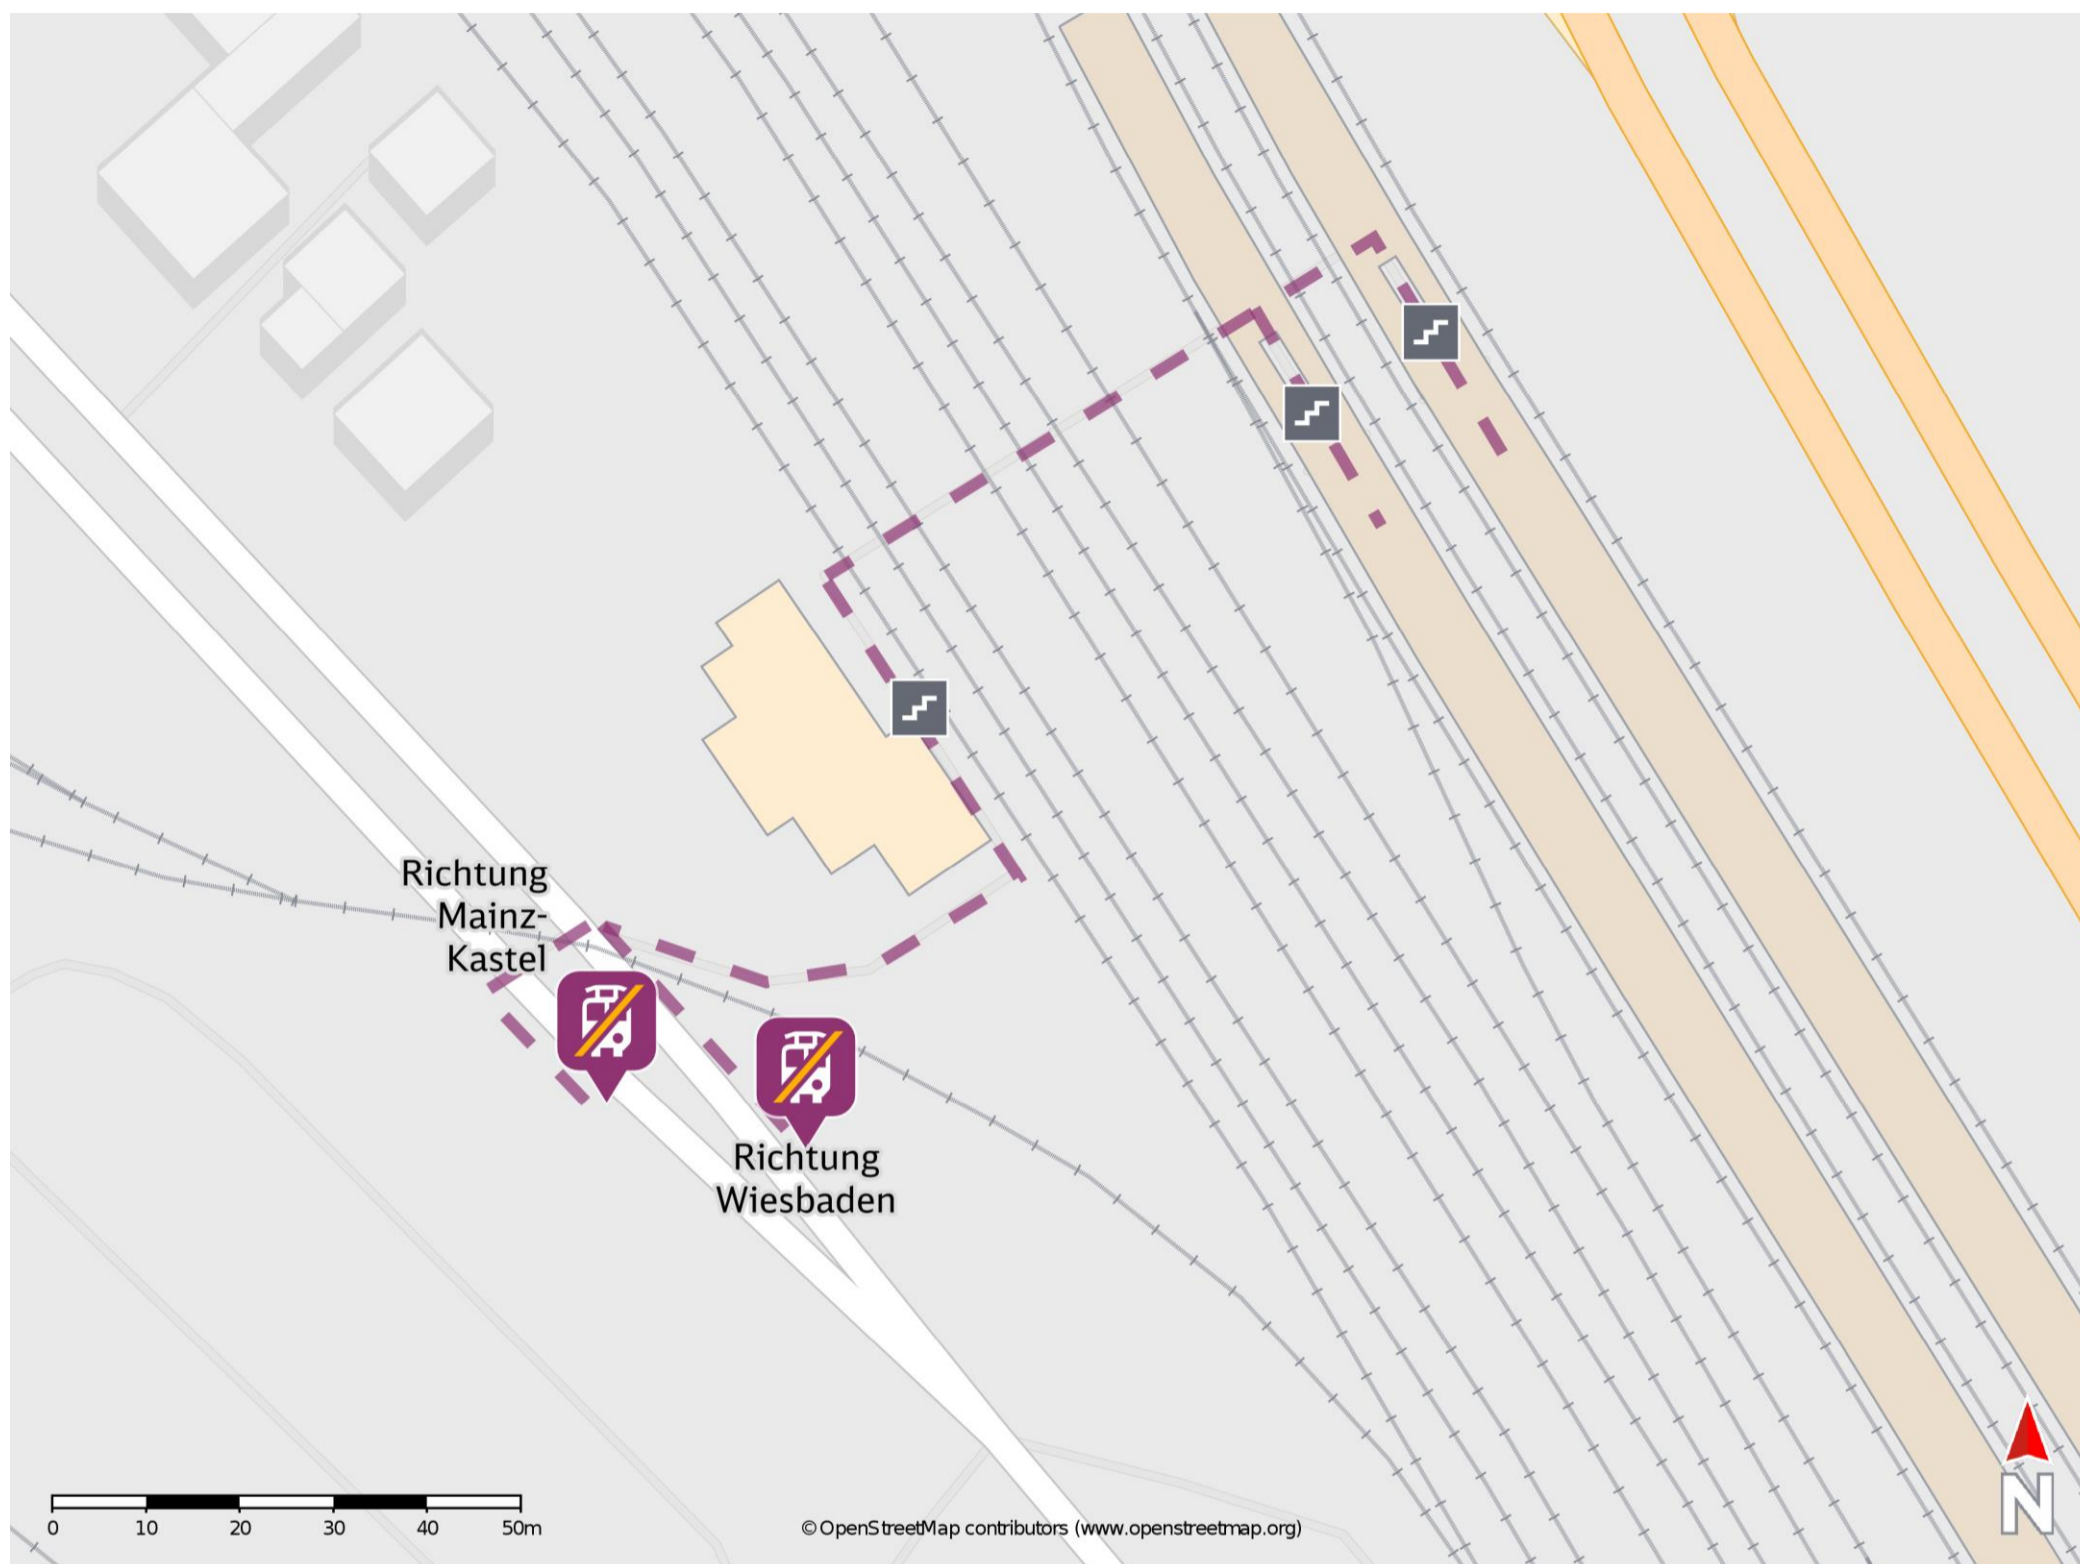 Richtung
Mainz-
Kastel
Richtung
Wiesbaden
N
0 10 20 30 40 50m
© OpenStreetMap contributors (www.openstreetmap.org)